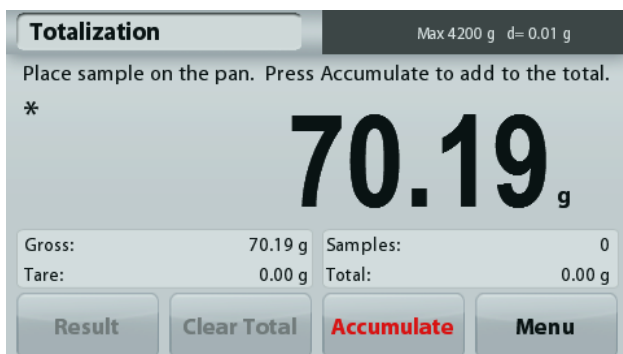 Totalization
Max 4200 g d= 0.01 g
Place sample on the pan. Press Accumulate to add to the total.
*
70.19 g
Gross: 70.19 g Samples: 0
Tare: 0.00 g Total: 0.00 g
Result Clear Total Accumulate Menu